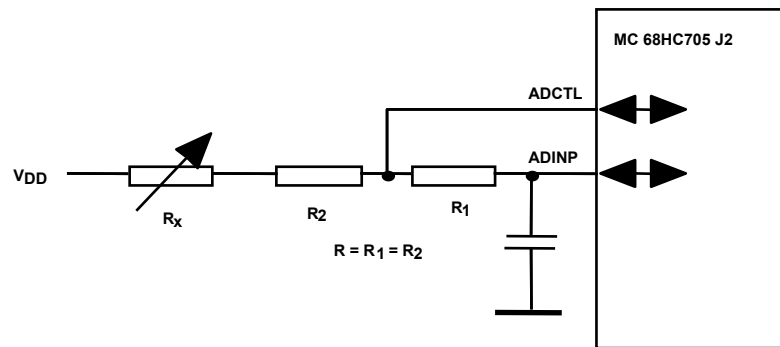 MC 68HC705 J2
ADCTL
ADINP
VDD
Rx
R2
R1
R = R1 = R2